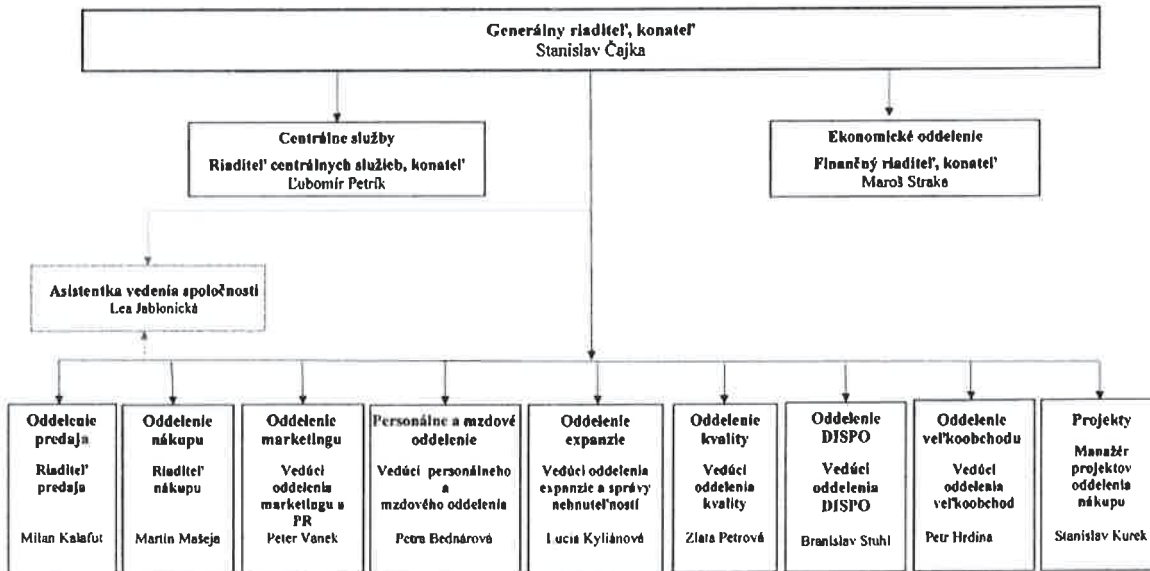 Generálny riaditeľ, konateľ
Stanislav Čajka
Centrálne služby
Riaditeľ centrálnych služieb, konateľ
Ľubomír Petrík
Ekonomické oddelenie
Finančný riaditeľ, konateľ
Maroš Straka
Asistentka vedenia spoločnosti
Lea Jablonická
Oddelenie
predaja
Riaditeľ
predaja
Milan Kalafut
Oddelenie
nákupu
Riaditeľ
nákupu
Martin Mašeja
Oddelenie
marketingu
Vedúci
oddelenia
marketingu a
PR
Peter Vanek
Personálne a mzdové
oddelenie
Vedúci personálneho
a
mzdového oddelenia
Petra Bednárová
Oddelenie
expanzie
Vedúci oddelenia
expanzie a správy
nehnuteľností
Lucia Kyliánová
Oddelenie
kvality
Vedúci
oddelenia
kvality
Zlata Petrová
Oddelenie
DISPO
Vedúci
oddelenia
DISPO
Branislav Stuhl
Oddelenie
veľkoobchodu
Vedúci
oddelenia
veľkoobchod
Petr Hrdina
Projekty
Manažér
projektov
oddelenia
nákupu
Stanislav Kurek